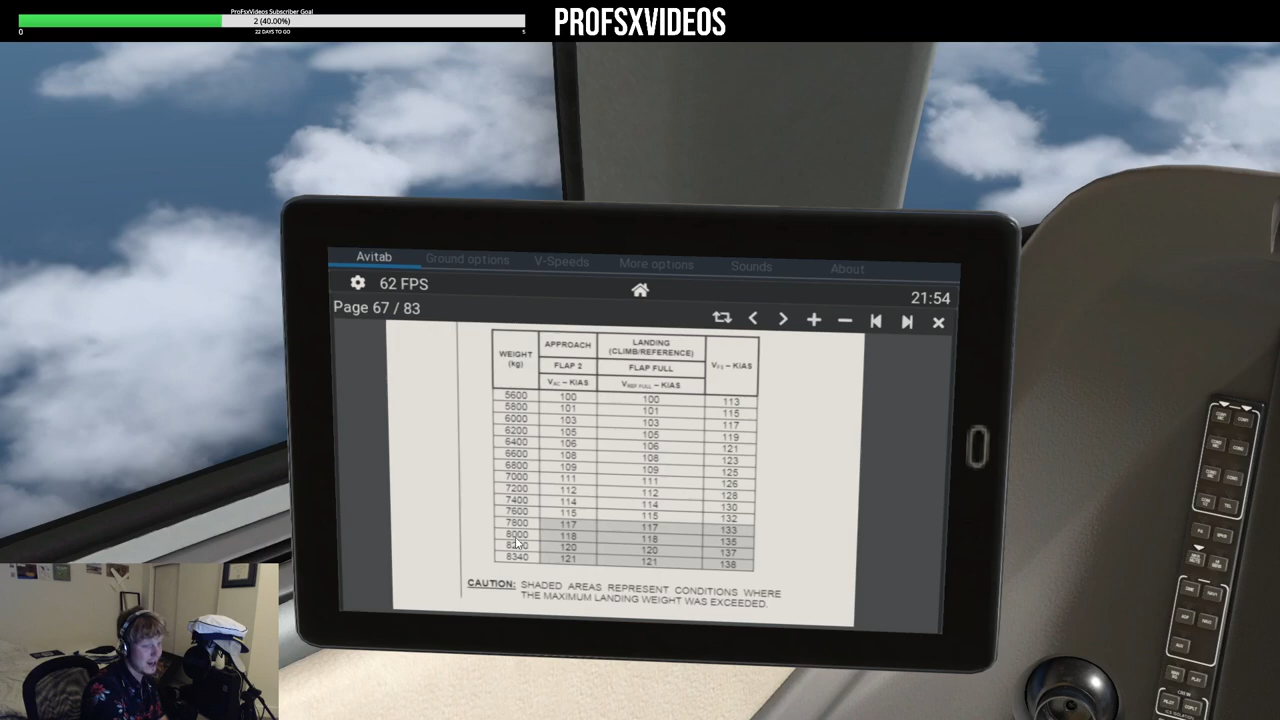 ProFsxVideos Subscriber Goal
2 (40.00%)
0
5
22 DAYS TO GO
PROFSXVIDEOS
Avitab
Ground options
V-Speeds
More options
Sounds
About
62 FPS
21:54
Page 67 / 83
WEIGHT (kg) APPROACH LANDING (CLIMB/REFERENCE) VFS – KIAS
FLAP 2 FLAP FULL
VAC – KIAS VREF FULL – KIAS
5600 100 100 113
5800 101 101 115
6000 103 103 117
6200 105 105 119
6400 106 106 121
6600 108 108 123
6800 109 109 125
7000 111 111 126
7200 112 112 128
7400 114 114 130
7600 115 115 132
7800 117 117 133
8000 118 118 135
120 120 137
8340 121 121 138
CAUTION: SHADED AREAS REPRESENT CONDITIONS WHERE
THE MAXIMUM LANDING WEIGHT WAS EXCEEDED.